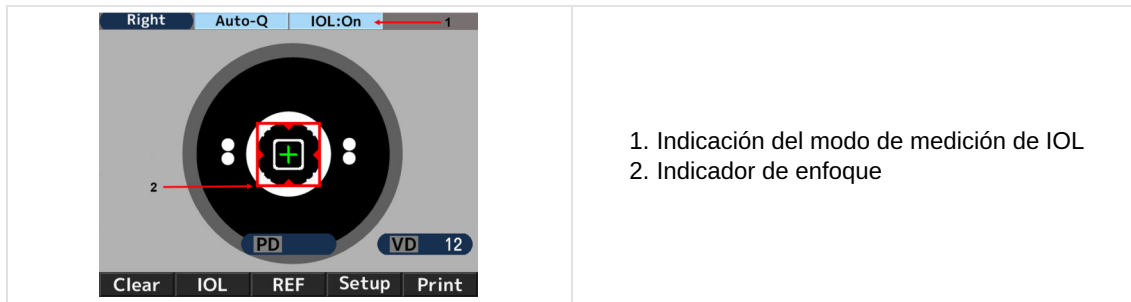 Right Auto-Q IOL:On 1
2
PD VD 12
Clear IOL REF Setup Print
1. Indicación del modo de medición de IOL
2. Indicador de enfoque